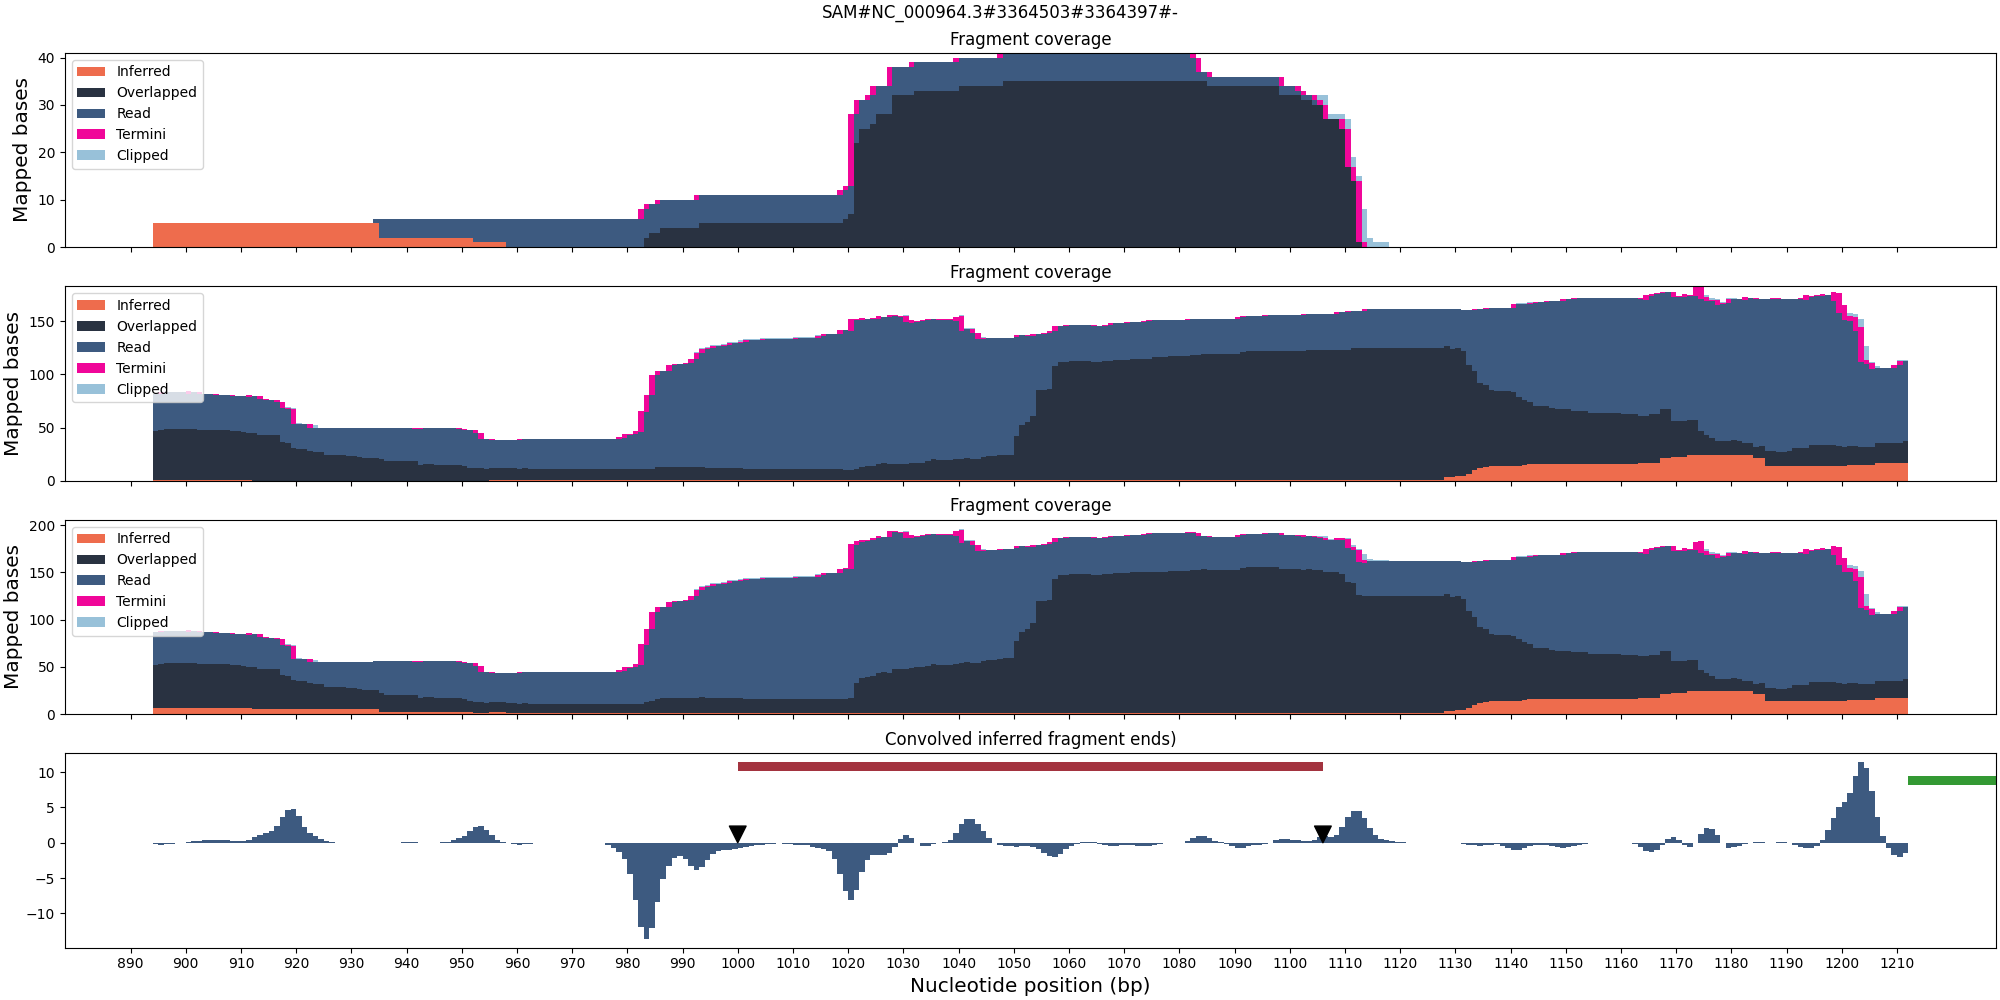 SAM#NC_000964.3#3364503#3364397#-
Fragment coverage
Mapped bases
40
30
20
10
0
Inferred
Overlapped
Read
Termini
Clipped
Fragment coverage
Mapped bases
150
100
50
0
Inferred
Overlapped
Read
Termini
Clipped
Fragment coverage
Mapped bases
200
150
100
50
0
Inferred
Overlapped
Read
Termini
Clipped
Convolved inferred fragment ends)
10
5
0
−5
−10
890 900 910 920 930 940 950 960 970 980 990 1000 1010 1020 1030 1040 1050 1060 1070 1080 1090 1100 1110 1120 1130 1140 1150 1160 1170 1180 1190 1200 1210
Nucleotide position (bp)